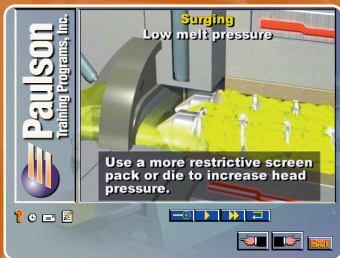 Paulson
Training Programs, Inc.
Surging
Low melt pressure
Use a more restrictive screen
pack or die to increase head
pressure.
EXIT